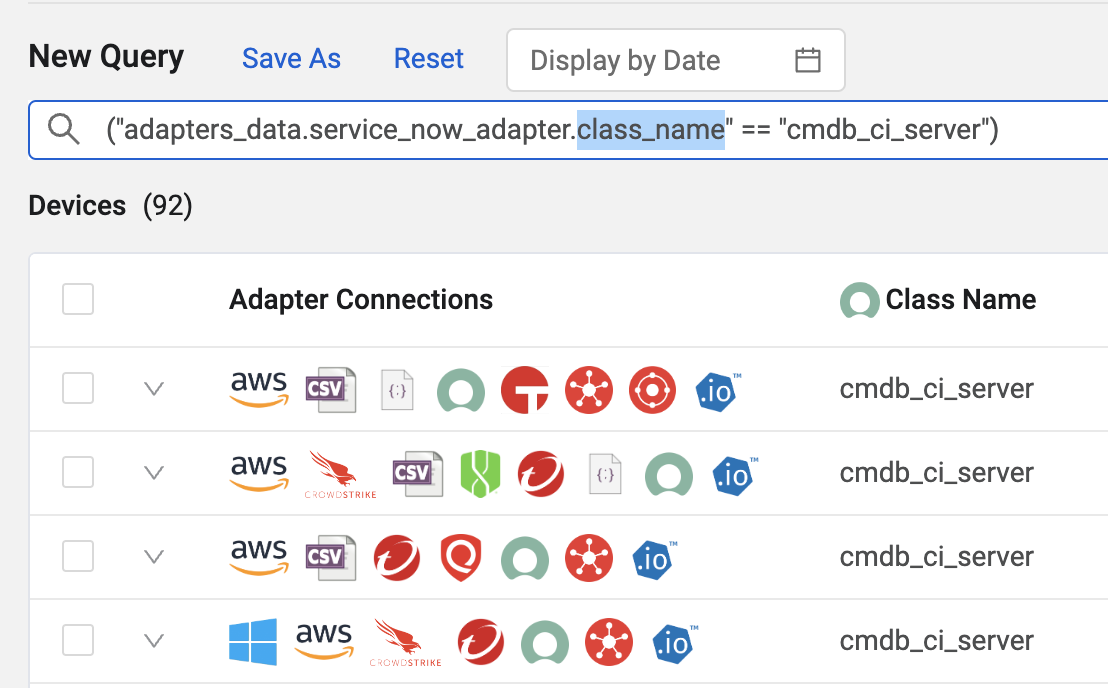 New Query Save As Reset Display by Date
("adapters_data.service_now_adapter.class_name" == "cmdb_ci_server")
Devices (92)
Adapter Connections Class Name
aws CSV {:} .io™ cmdb_ci_server
aws CROWDSTRIKE CSV {:} .io™ cmdb_ci_server
aws CSV .io™ cmdb_ci_server
aws CROWDSTRIKE .io™ cmdb_ci_server